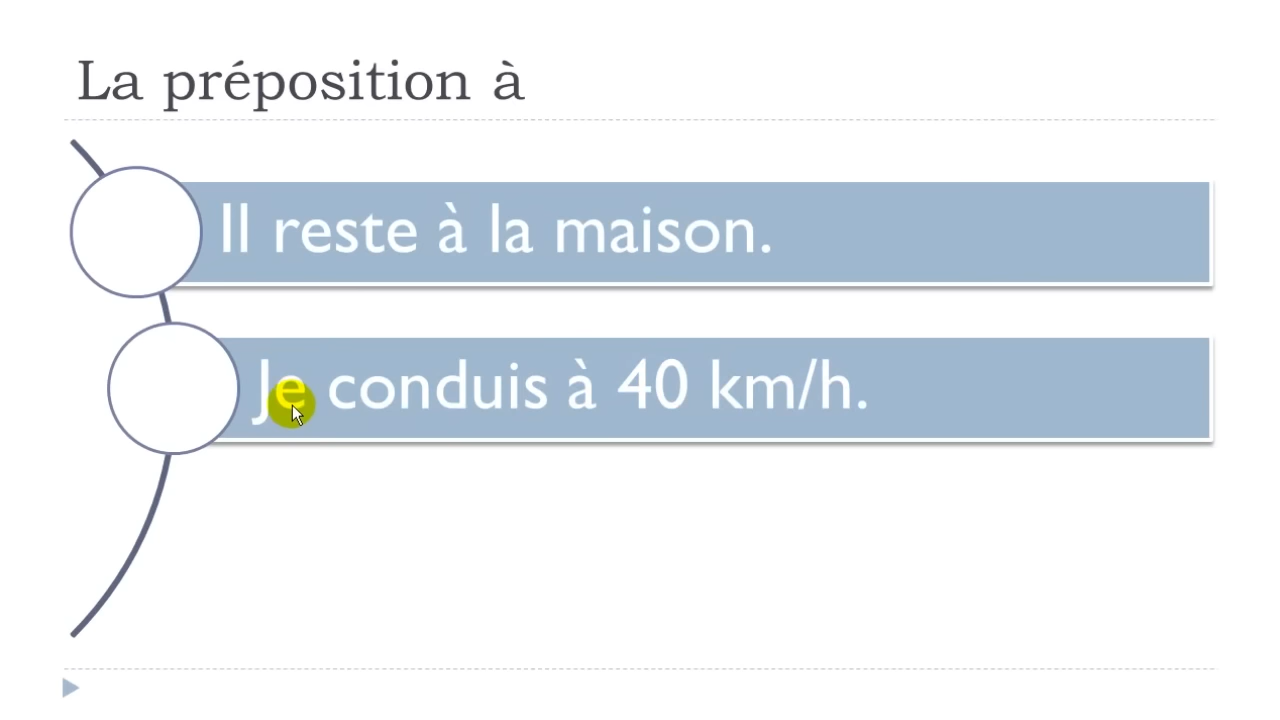 La préposition à
Il reste à la maison.
Je conduis à 40 km/h.